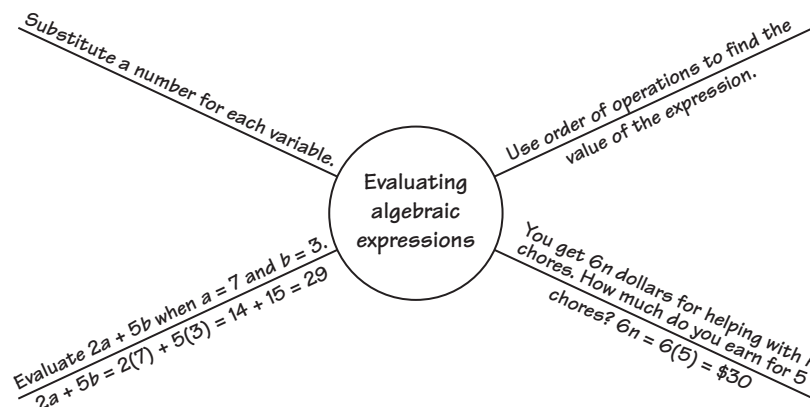 Substitute a number for each variable.
Use order of operations to find the
value of the expression.
Evaluating
algebraic
expressions
Evaluate 2a + 5b when a = 7 and b = 3.
2a + 5b = 2(7) + 5(3) = 14 + 15 = 29
You get 6n dollars for helping with
chores. How much do you earn for 5
chores? 6n = 6(5) = $30